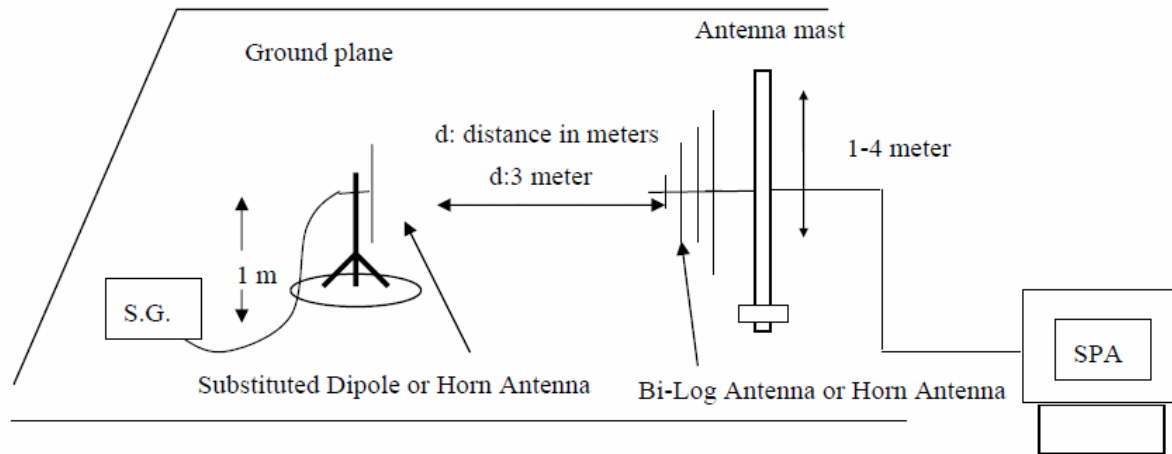 Antenna mast
Ground plane
d: distance in meters
1-4 meter
d:3 meter
1 m
S.G.
SPA
Substituted Dipole or Horn Antenna
Bi-Log Antenna or Horn Antenna